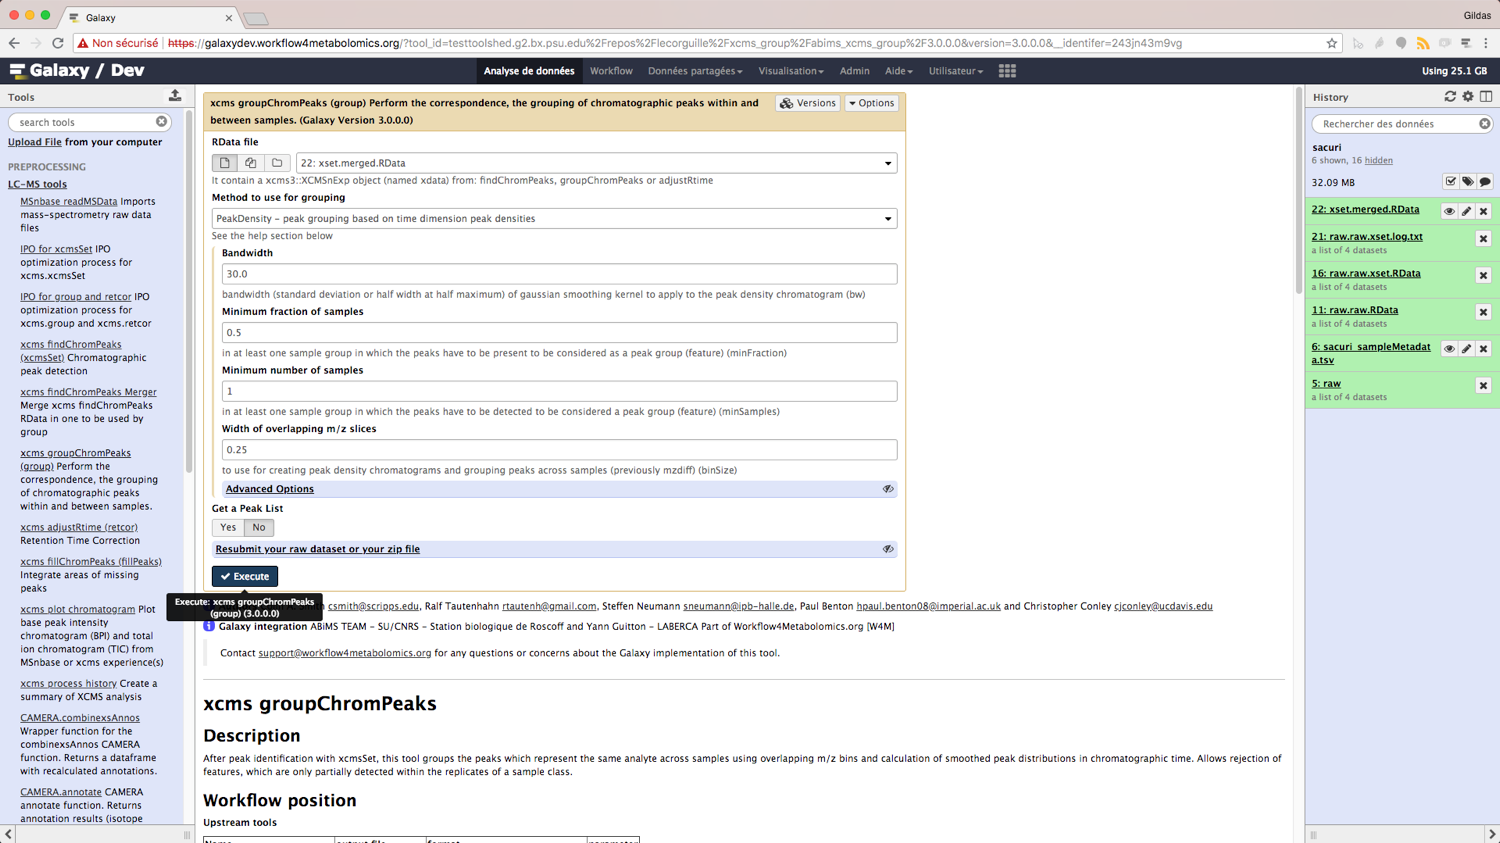 Galaxy
Gildas
Non sécurisé
https://galaxydev.workflow4metabolomics.org/?tool_id=testtoolshed.g2.bx.psu.edu%2Frepos%2Flecorguille%2Fxcms_group%2Fabims_xcms_group%2F3.0.0.0&version=3.0.0.0&__identifer=243jn43m9vg
Galaxy / Dev
Analyse de données
Workflow
Données partagées
Visualisation
Admin
Aide
Utilisateur
Using 25.1 GB
Tools
search tools
Upload File from your computer
PREPROCESSING
LC-MS tools
MSnbase readMSData Imports
mass-spectrometry raw data
files
IPO for xcmsSet IPO
optimization process for
xcms.xcmsSet
IPO for group and retcor IPO
optimization process for
xcms.group and xcms.retcor
xcms findChromPeaks
(xcmsSet) Chromatographic
peak detection
xcms findChromPeaks Merger
Merge xcms findChromPeaks
RData in one to be used by
group
xcms groupChromPeaks
(group) Perform the
correspondence, the grouping
of chromatographic peaks
within and between samples.
xcms adjustRtime (retcor)
Retention Time Correction
xcms fillChromPeaks (fillPeaks)
Integrate areas of missing
peaks
xcms plot chromatogram Plot
base peak intensity
chromatogram (BPI) and total
ion chromatogram (TIC) from
MSnbase or xcms experience(s)
xcms process history Create a
summary of XCMS analysis
CAMERA.combinexsAnnos
Wrapper function for the
combinexsAnnos CAMERA
function. Returns a dataframe
with recalculated annotations.
CAMERA.annotate CAMERA
annotate function. Returns
annotation results (isotope
xcms groupChromPeaks (group) Perform the correspondence, the grouping of chromatographic peaks within and
between samples. (Galaxy Version 3.0.0.0)
Versions
Options
RData file
22: xset.merged.RData
It contain a xcms3::XCMSnExp object (named xdata) from: findChromPeaks, groupChromPeaks or adjustRtime
Method to use for grouping
PeakDensity - peak grouping based on time dimension peak densities
See the help section below
Bandwidth
30.0
bandwidth (standard deviation or half width at half maximum) of gaussian smoothing kernel to apply to the peak density chromatogram (bw)
Minimum fraction of samples
0.5
in at least one sample group in which the peaks have to be present to be considered as a peak group (feature) (minFraction)
Minimum number of samples
1
in at least one sample group in which the peaks have to be detected to be considered a peak group (feature) (minSamples)
Width of overlapping m/z slices
0.25
to use for creating peak density chromatograms and grouping peaks across samples (previously mzdiff) (binSize)
Advanced Options
Get a Peak List
Yes
No
Resubmit your raw dataset or your zip file
Execute
Execute: xcms groupChromPeaks
(group) (3.0.0.0)
csmith@scripps.edu, Ralf Tautenhahn rtautenh@gmail.com, Steffen Neumann sneumann@ipb-halle.de, Paul Benton hpaul.benton08@imperial.ac.uk and Christopher Conley cjconley@ucdavis.edu
Galaxy integration ABiMS TEAM - SU/CNRS - Station biologique de Roscoff and Yann Guitton - LABERCA Part of Workflow4Metabolomics.org [W4M]
Contact support@workflow4metabolomics.org for any questions or concerns about the Galaxy implementation of this tool.
xcms groupChromPeaks
Description
After peak identification with xcmsSet, this tool groups the peaks which represent the same analyte across samples using overlapping m/z bins and calculation of smoothed peak distributions in chromatographic time. Allows rejection of
features, which are only partially detected within the replicates of a sample class.
Workflow position
Upstream tools
Name
output file
format
parameter
History
Rechercher des données
sacuri
6 shown, 16 hidden
32.09 MB
22: xset.merged.RData
21: raw.raw.xset.log.txt
a list of 4 datasets
16: raw.raw.xset.RData
a list of 4 datasets
11: raw.raw.RData
a list of 4 datasets
6: sacuri_sampleMetadat
a.tsv
5: raw
a list of 4 datasets